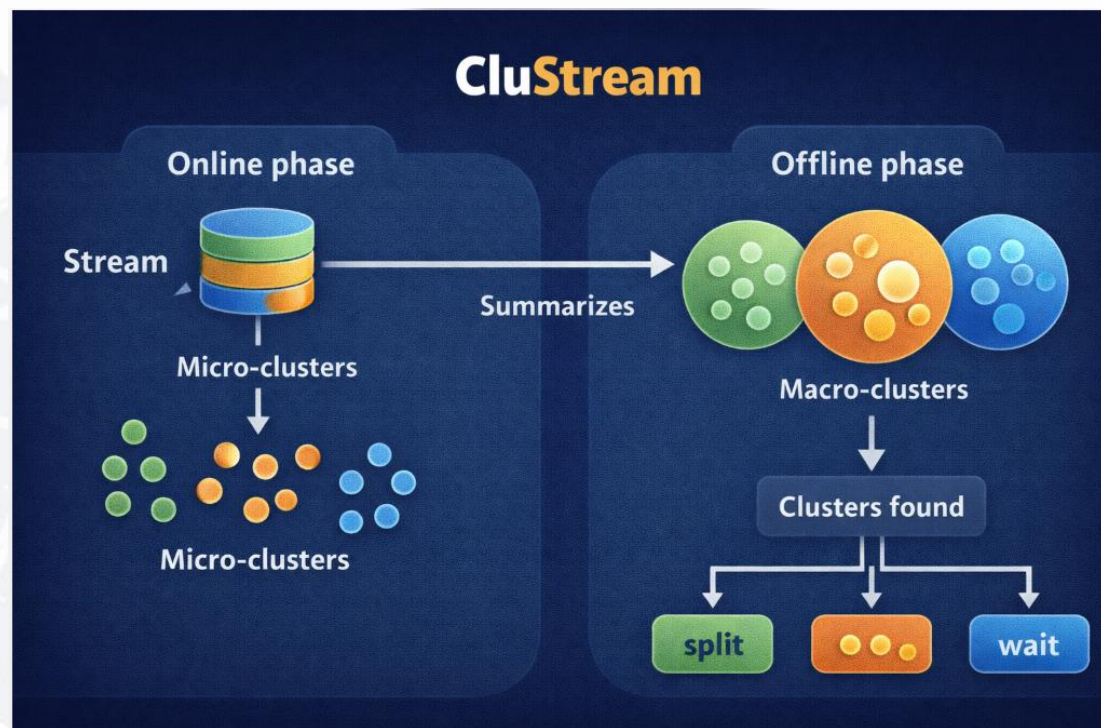 CluStream
Online phase
Stream
Micro-clusters
Micro-clusters
Summarizes
Offline phase
Macro-clusters
Clusters found
split
wait